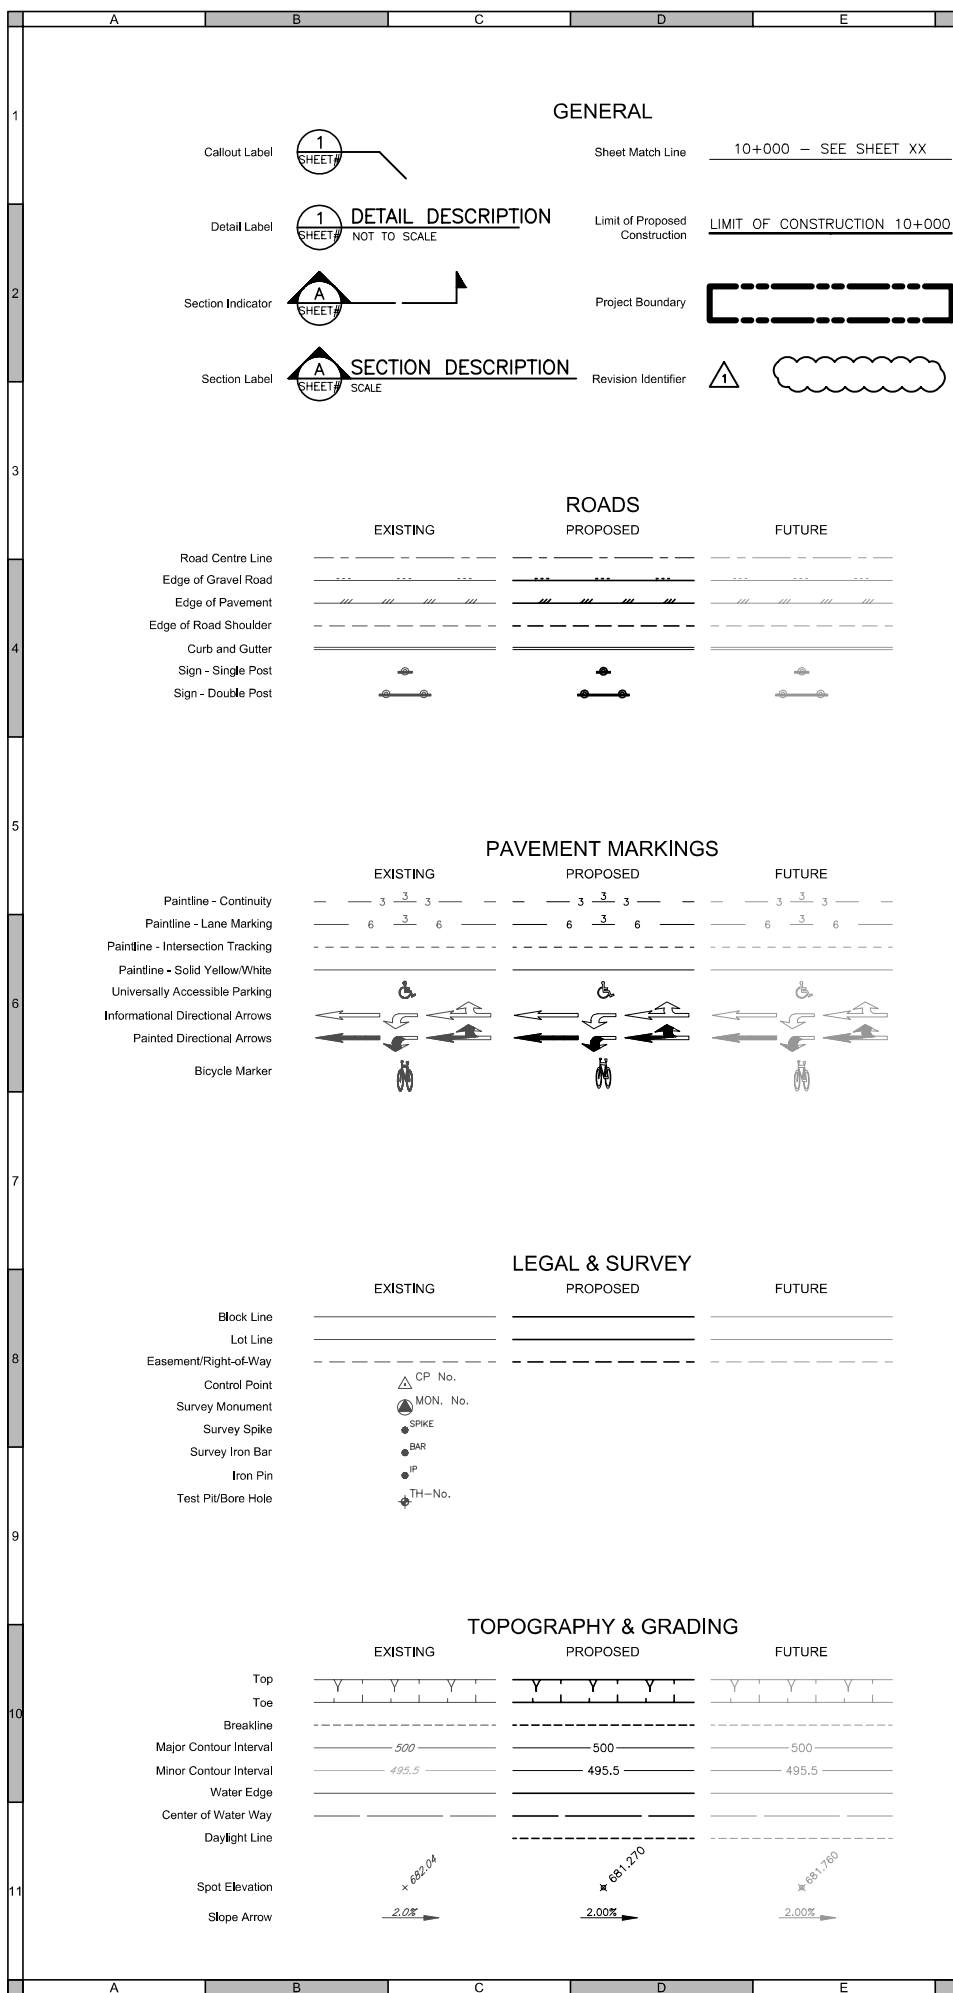 A B C D E
1
GENERAL
Callout Label 1 SHEET# Sheet Match Line 10+000 - SEE SHEET XX
Detail Label 1 SHEET# DETAIL DESCRIPTION NOT TO SCALE Limit of Proposed Construction LIMIT OF CONSTRUCTION 10+000
2
Section Indicator A SHEET# Project Boundary
Section Label A SHEET# SECTION DESCRIPTION SCALE Revision Identifier 1
3
ROADS
EXISTING PROPOSED FUTURE
Road Centre Line
Edge of Gravel Road
Edge of Pavement
Edge of Road Shoulder
4
Curb and Gutter
Sign - Single Post
Sign - Double Post
5
PAVEMENT MARKINGS
EXISTING PROPOSED FUTURE
Paintline - Continuity 3 3 3 3 3 3 3 3 3
Paintline - Lane Marking 6 3 6 6 3 6 6 3 6
Paintline - Intersection Tracking
Paintline - Solid Yellow/White
Universally Accessible Parking
6
Informational Directional Arrows
Painted Directional Arrows
Bicycle Marker
7
LEGAL & SURVEY
EXISTING PROPOSED FUTURE
Block Line
Lot Line
8
Easement/Right-of-Way
Control Point CP No.
Survey Monument MON. No.
Survey Spike SPIKE
Survey Iron Bar BAR
Iron Pin IP
Test Pit/Bore Hole TH-No.
9
TOPOGRAPHY & GRADING
EXISTING PROPOSED FUTURE
Top
Toe
10
Breakline
Major Contour Interval 500 500 500
Minor Contour Interval 495.5 495.5 495.5
Water Edge
Center of Water Way
Daylight Line
Spot Elevation 682.04 681.270 681.760
11
Slope Arrow 2.0% 2.00% 2.00%
A B C D E